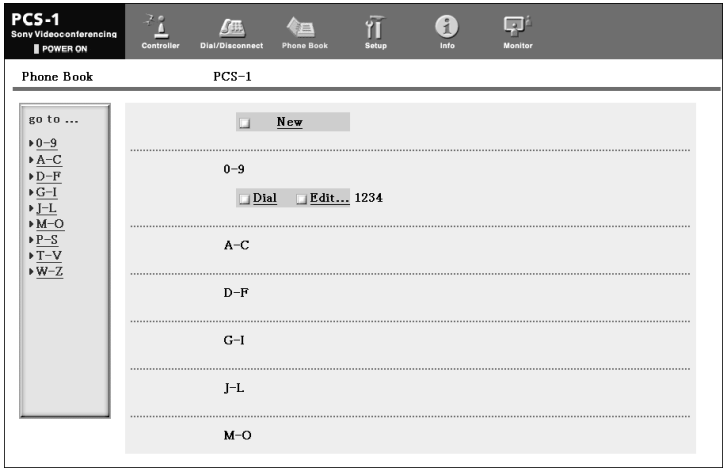 PCS-1
Sony Videoconferencing
POWER ON
Controller Dial/Disconnect Phone Book Setup Info Monitor
Phone Book PCS-1
go to ...
0-9
A-C
D-F
G-I
J-L
M-O
P-S
T-V
W-Z
New
0-9
Dial Edit... 1234
A-C
D-F
G-I
J-L
M-O